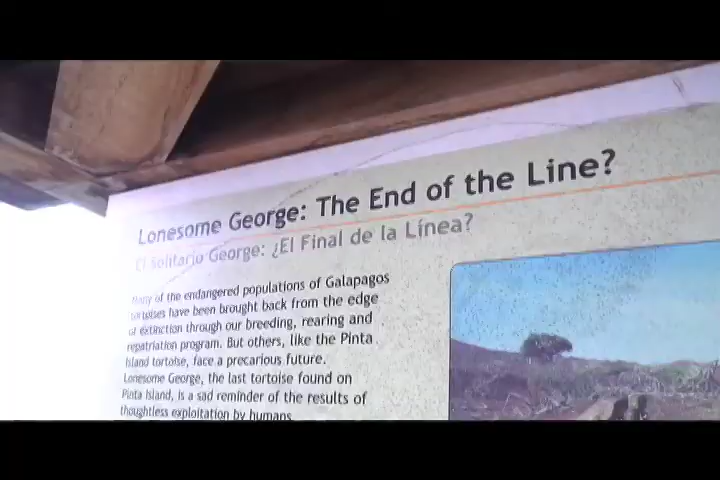 Lonesome George: The End of the Line?
El Solitario George: ¿El Final de la Línea?
Many of the endangered populations of Galapagos
tortoises have been brought back from the edge
of extinction through our breeding, rearing and
repatriation program. But others, like the Pinta
Island tortoise, face a precarious future.
Lonesome George, the last tortoise found on
Pinta Island, is a sad reminder of the results of
thoughtless exploitation by humans